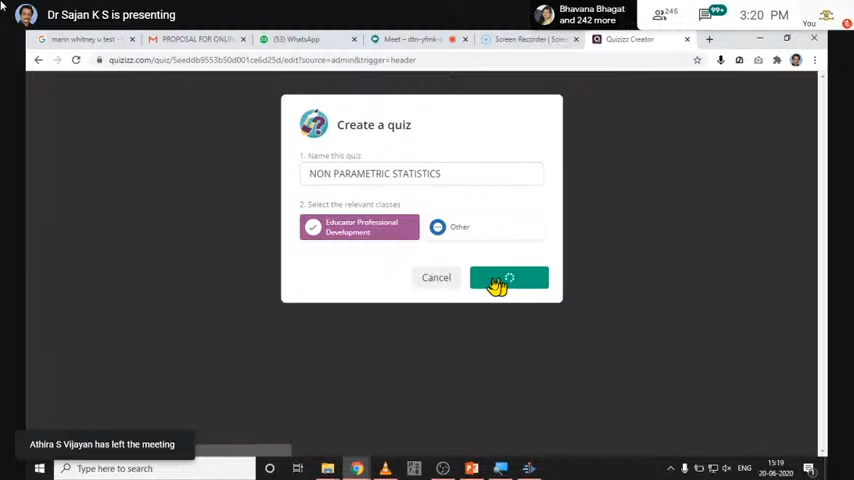 Dr Sajan K S is presenting
Bhavana Bhagat
and 242 more
245
99+
3:20 PM
You
mann whitney u test -
PROPOSAL FOR ONLIN
(53) WhatsApp
Meet – dtn-yfmk-
Screen Recorder | Scre
Quizizz Creator
quizizz.com/quiz/5eeddb9553b50d001ce6d25d/edit?source=admin&trigger=header
Create a quiz
1. Name this quiz
NON PARAMETRIC STATISTICS
2. Select the relevant classes
Educator Professional
Development
Other
Cancel
Athira S Vijayan has left the meeting
Type here to search
ENG
15:19
20-06-2020